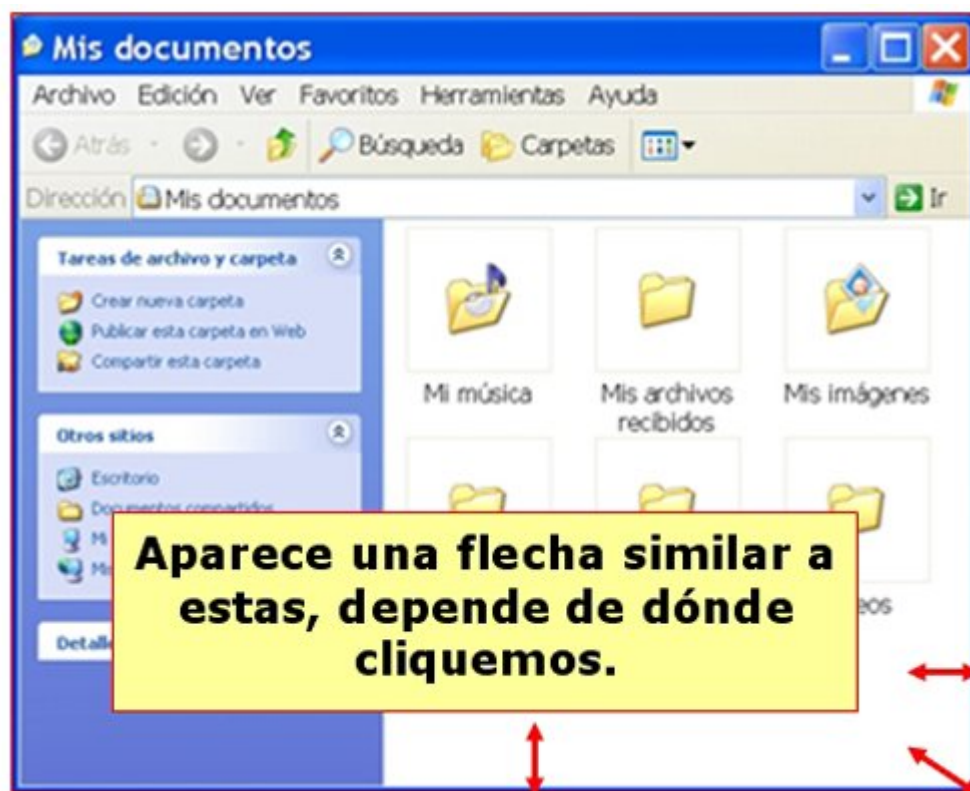 Mis documentos
Archivo Edición Ver Favoritos Herramientas Ayuda
Atrás Búsqueda Carpetas
Dirección Mis documentos Ir
Tareas de archivo y carpeta
Crear nueva carpeta
Publicar esta carpeta en Web
Compartir esta carpeta
Otros sitios
Escritorio
Documentos compartidos
Mi música
Mis archivos
recibidos
Mis imágenes
Aparece una flecha similar a
estas, depende de dónde
cliquemos.